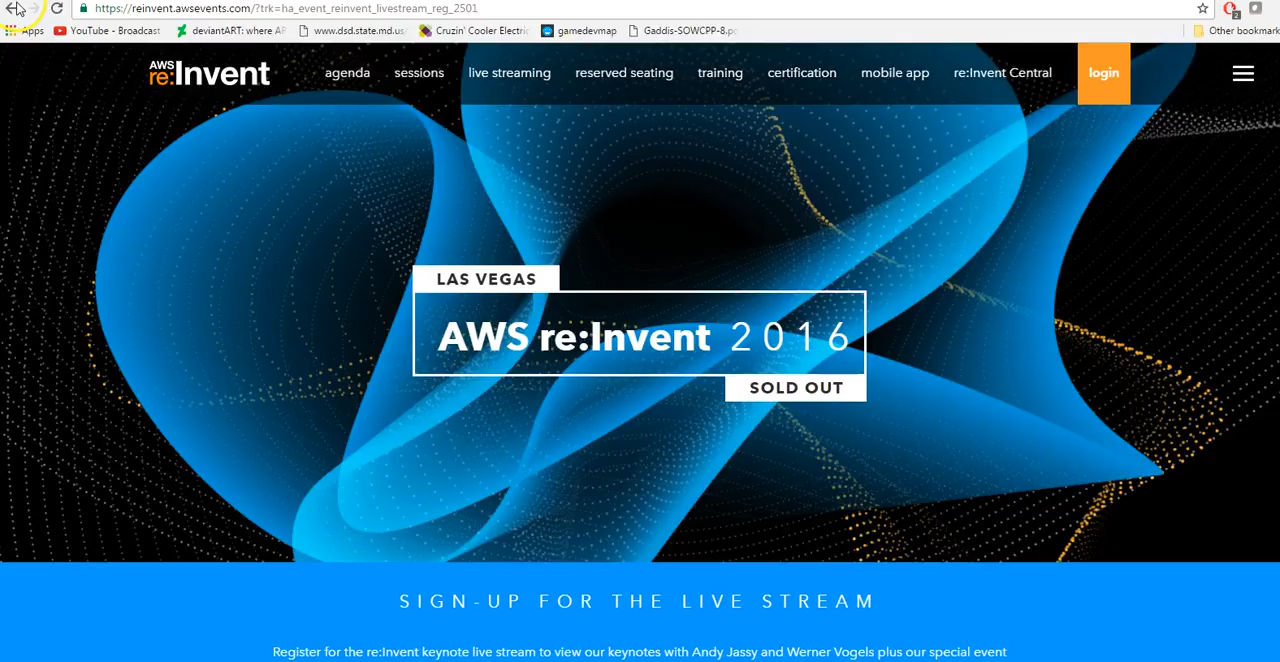 https://reinvent.awsevents.com/?trk=ha_event_reinvent_livestream_reg_2501
2
Apps YouTube - Broadcast deviantART: where AR www.dsd.state.md.us Cruzin' Cooler Electric gamedevmap Gaddis-SOWCPP-8.pd Other bookmark
AWS
re:Invent
agenda sessions live streaming reserved seating training certification mobile app re:Invent Central login
LAS VEGAS
AWS re:Invent 2016
SOLD OUT
SIGN-UP FOR THE LIVE STREAM
Register for the re:Invent keynote live stream to view our keynotes with Andy Jassy and Werner Vogels plus our special event